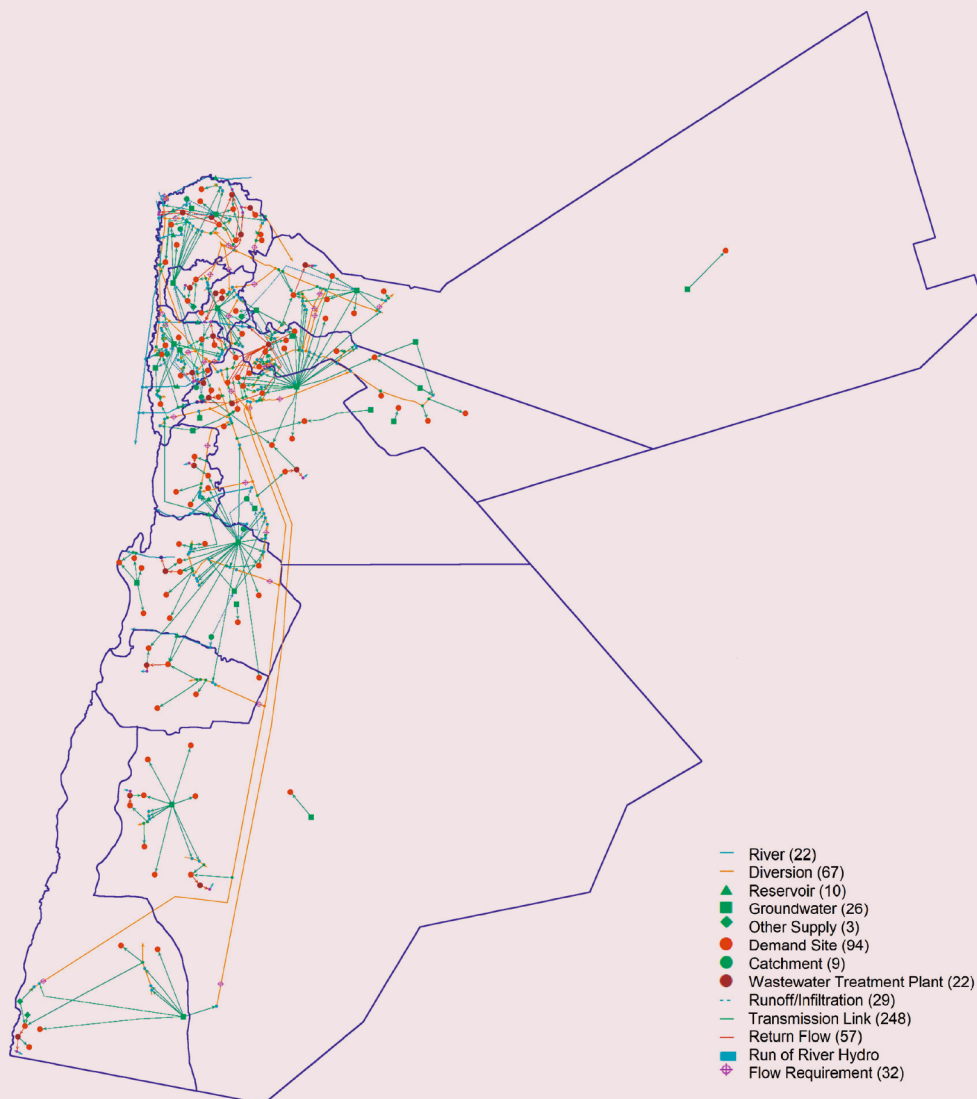 River (22)
Diversion (67)
Reservoir (10)
Groundwater (26)
Other Supply (3)
Demand Site (94)
Catchment (9)
Wastewater Treatment Plant (22)
Runoff/Infiltration (29)
Transmission Link (248)
Return Flow (57)
Run of River Hydro
Flow Requirement (32)